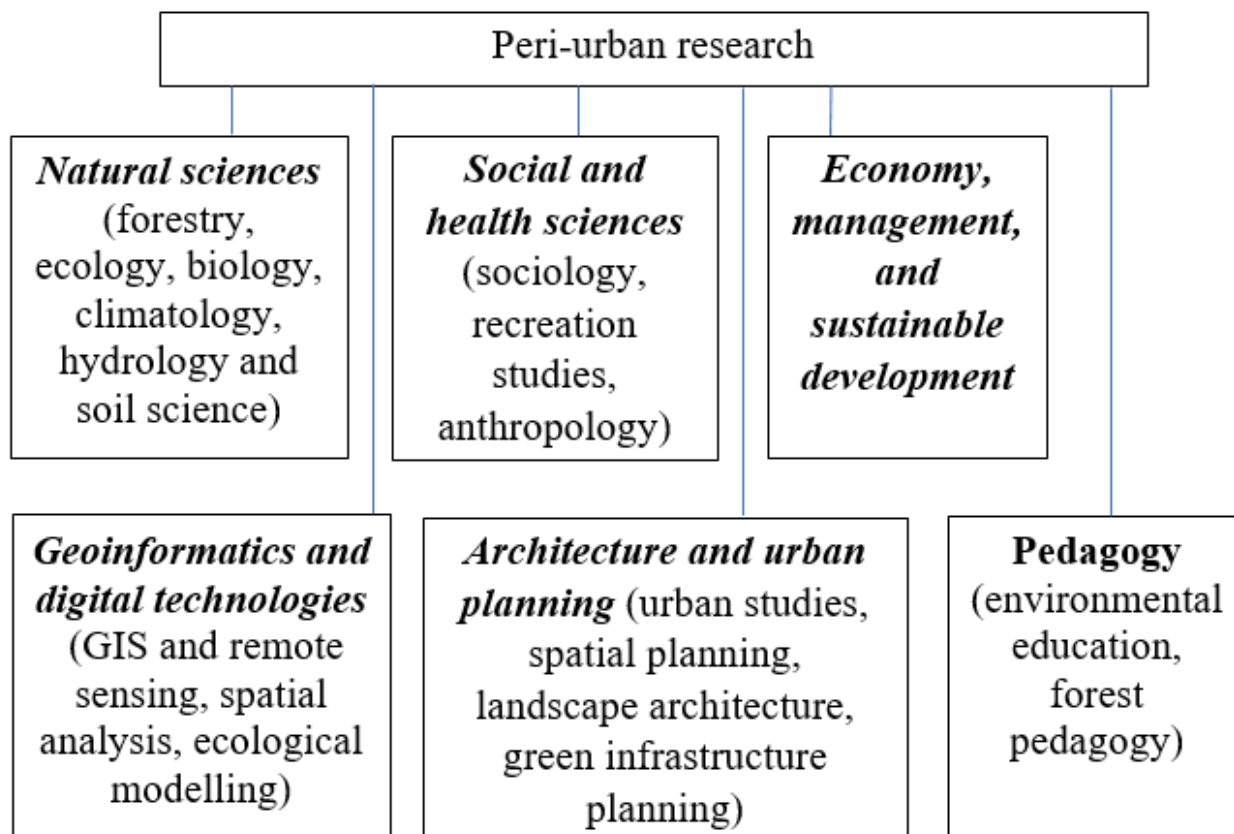 Peri-urban research
Natural sciences
(forestry,
ecology, biology,
climatology,
hydrology and
soil science)
Social and
health sciences
(sociology,
recreation
studies,
anthropology)
Economy,
management,
and
sustainable
development
Geoinformatics and
digital technologies
(GIS and remote
sensing, spatial
analysis, ecological
modelling)
Architecture and urban
planning (urban studies,
spatial planning,
landscape architecture,
green infrastructure
planning)
Pedagogy
(environmental
education,
forest
pedagogy)